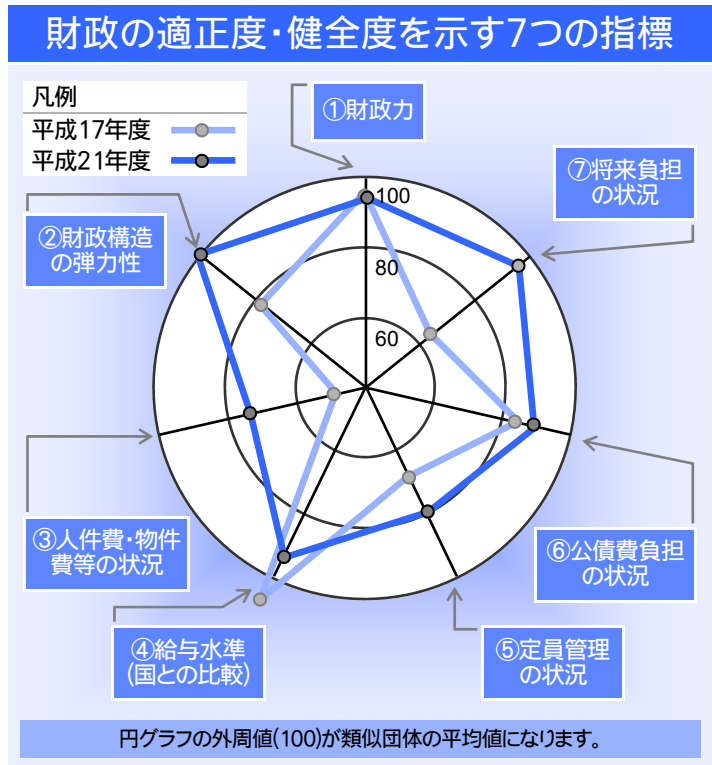 財政の適正度・健全度を示す7つの指標
凡例
平成17年度
平成21年度
①財政力
⑦将来負担
の状況
②財政構造
の弾力性
100
80
60
③人件費・物件
費等の状況
⑥公債費負担
の状況
④給与水準
(国との比較)
⑤定員管理
の状況
円グラフの外周値(100)が類似団体の平均値になります。